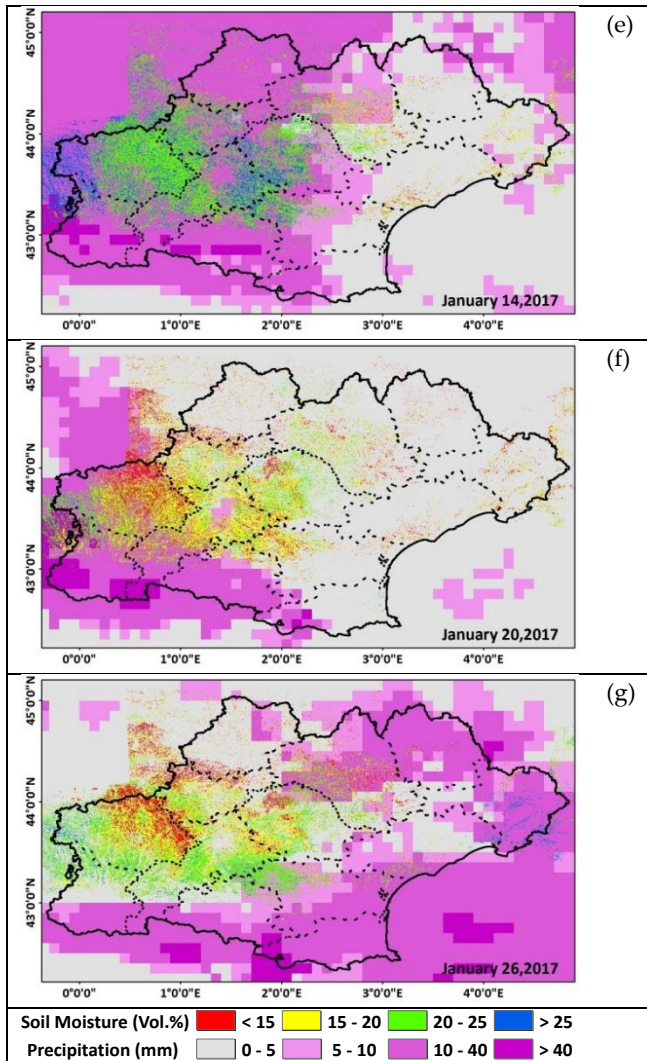 (e)
45°0'0"N
44°0'0"N
43°0'0"N
January 14,2017
0°0'0" 1°0'0"E 2°0'0"E 3°0'0"E 4°0'0"E
(f)
45°0'0"N
44°0'0"N
43°0'0"N
January 20,2017
0°0'0" 1°0'0"E 2°0'0"E 3°0'0"E 4°0'0"E
(g)
45°0'0"N
44°0'0"N
43°0'0"N
January 26,2017
0°0'0" 1°0'0"E 2°0'0"E 3°0'0"E 4°0'0"E
Soil Moisture (Vol.%) < 15 15 - 20 20 - 25 > 25
Precipitation (mm) 0 - 5 5 - 10 10 - 40 > 40